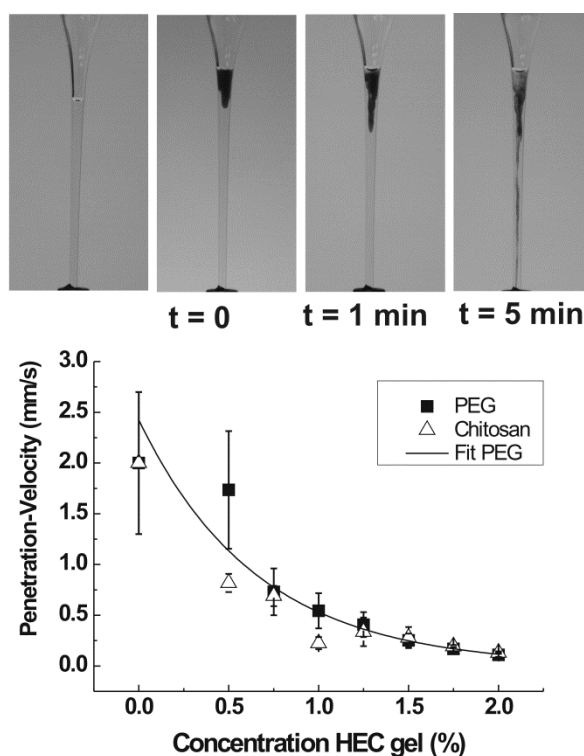 t = 0
t = 1 min
t = 5 min
Penetration-Velocity (mm/s)
3.0
2.5
2.0
1.5
1.0
0.5
0.0
PEG
Chitosan
Fit PEG
0.0
0.5
1.0
1.5
2.0
Concentration HEC gel (%)